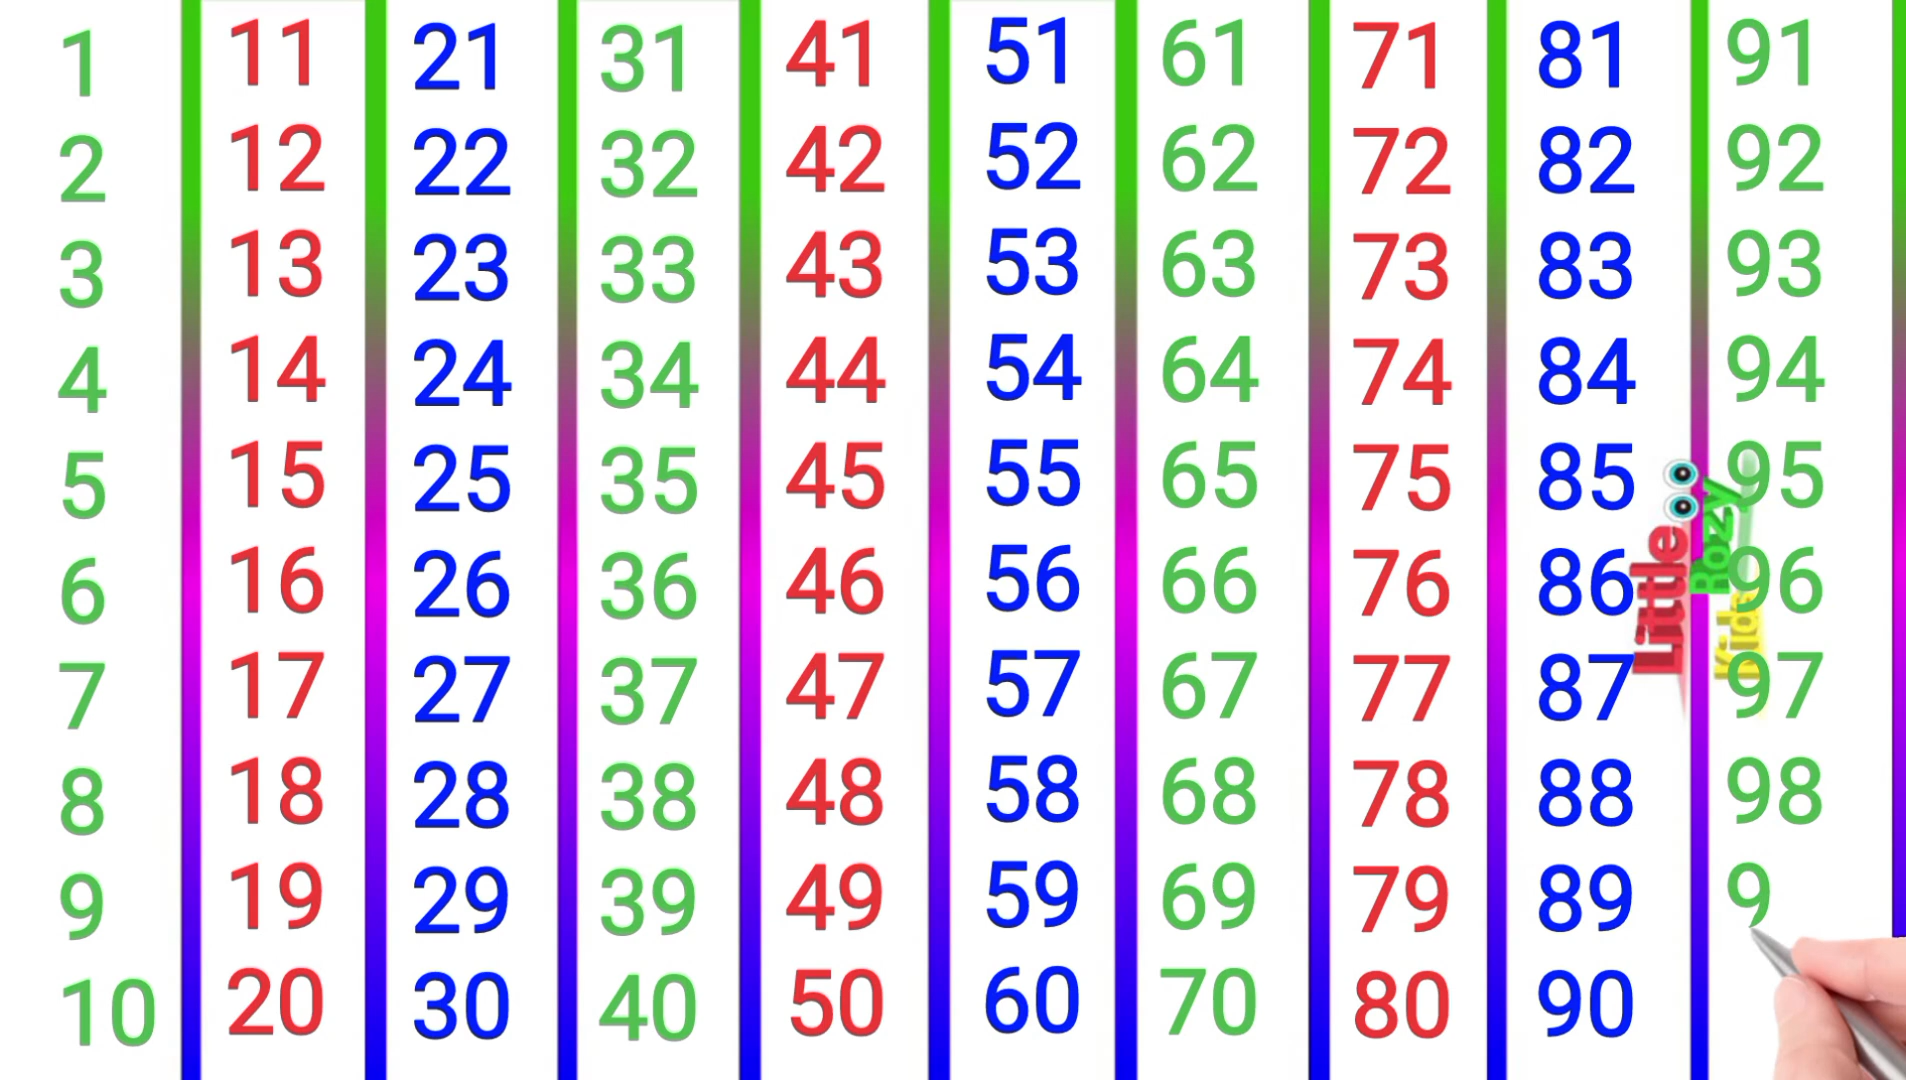 1 11 21 31 41 51 61 71 81 91
2 12 22 32 42 52 62 72 82 92
3 13 23 33 43 53 63 73 83 93
4 14 24 34 44 54 64 74 84 94
5 15 25 35 45 55 65 75 85 95
6 16 26 36 46 56 66 76 86 96
7 17 27 37 47 57 67 77 87 97
8 18 28 38 48 58 68 78 88 98
9 19 29 39 49 59 69 79 89 9
10 20 30 40 50 60 70 80 90
Little
Rozy
Kids